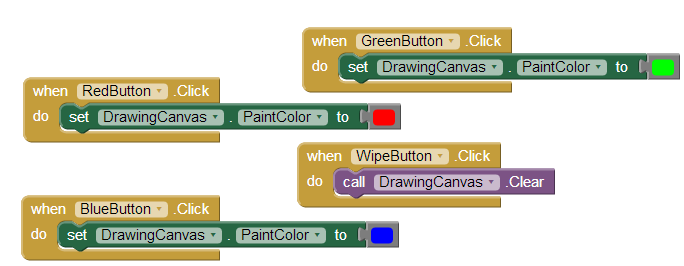 when GreenButton .Click
do set DrawingCanvas . PaintColor to
when RedButton .Click
do set DrawingCanvas . PaintColor to
when WipeButton .Click
do call DrawingCanvas .Clear
when BlueButton .Click
do set DrawingCanvas . PaintColor to